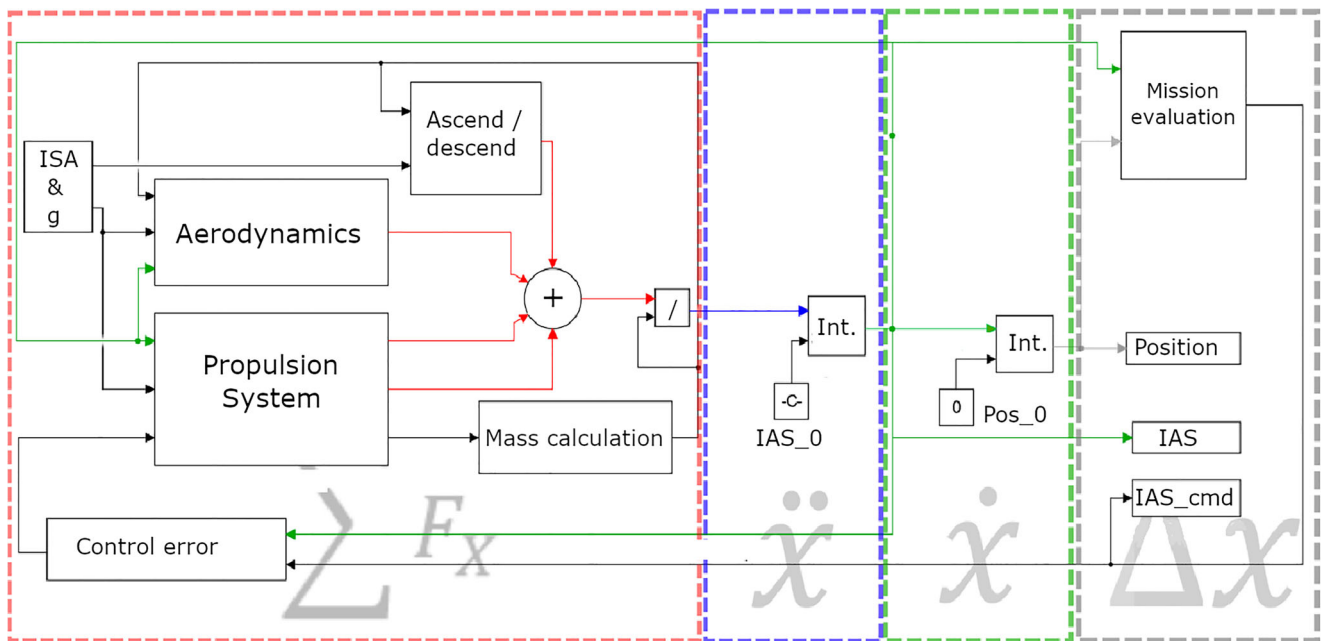 Mission
evaluation
Ascend /
descend
ISA
&
g
Aerodynamics
+
/
Int.
Int.
Propulsion
System
Position
-C-
0
Pos_0
IAS_0
Mass calculation
IAS
IAS_cmd
Control error
∑ F_X
ẍ
ẋ
Δx